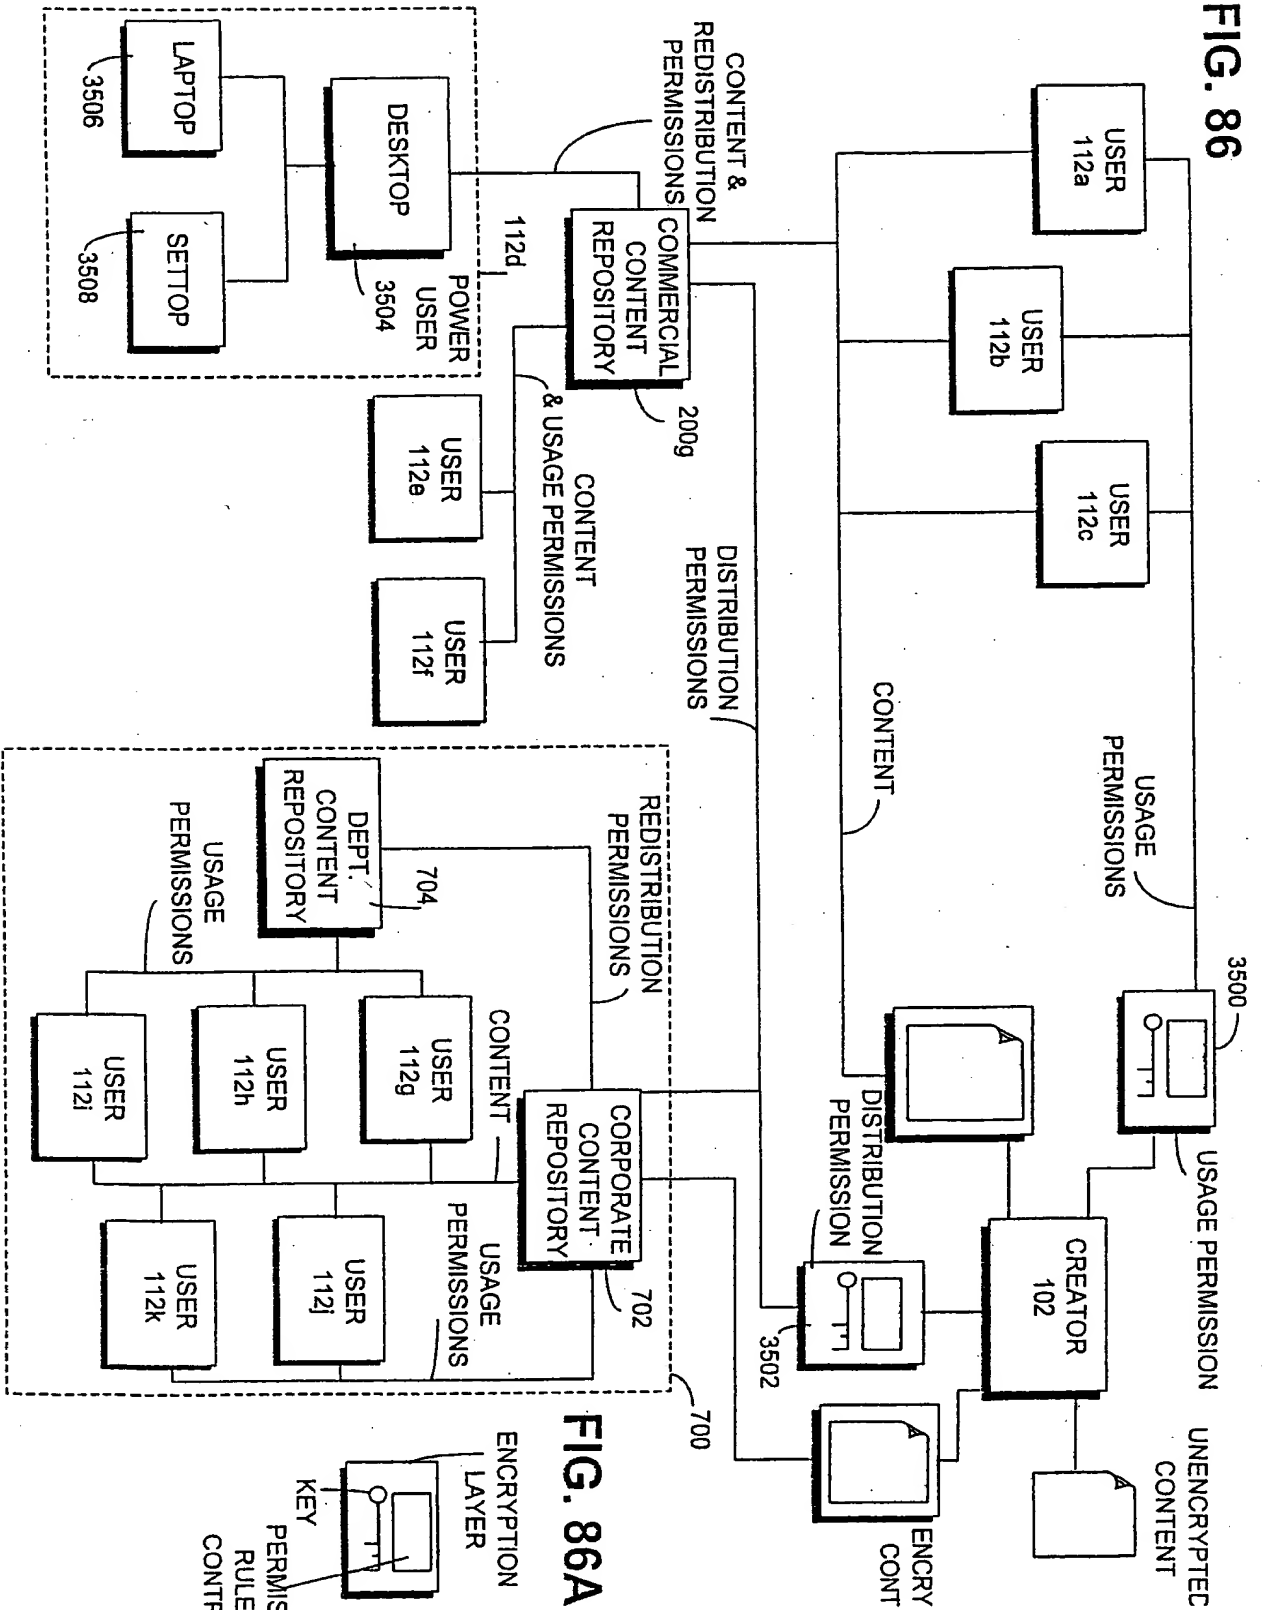 FIG. 86
USER
112a
USER
112b
USER
112c
USAGE
PERMISSIONS
3500
USAGE PERMISSION
CONTENT
CREATOR
102
UNENCRYPTED
CONTENT
DISTRIBUTION
PERMISSION
3502
CONTENT &
REDISTRIBUTION
PERMISSIONS
COMMERCIAL
CONTENT
REPOSITORY
200g
DISTRIBUTION
PERMISSIONS
112d
POWER
USER
DESKTOP
3504
LAPTOP
3506
SETTOP
3508
CONTENT
& USAGE PERMISSIONS
USER
112e
USER
112f
REDISTRIBUTION
PERMISSIONS
CORPORATE
CONTENT
REPOSITORY
702
700
DEPT.
CONTENT
REPOSITORY
704
USAGE
PERMISSIONS
CONTENT
USER
112g
USER
112h
USER
112i
USAGE
PERMISSIONS
USER
112j
USER
112k
FIG. 86A
ENCRYPTION
LAYER
KEY